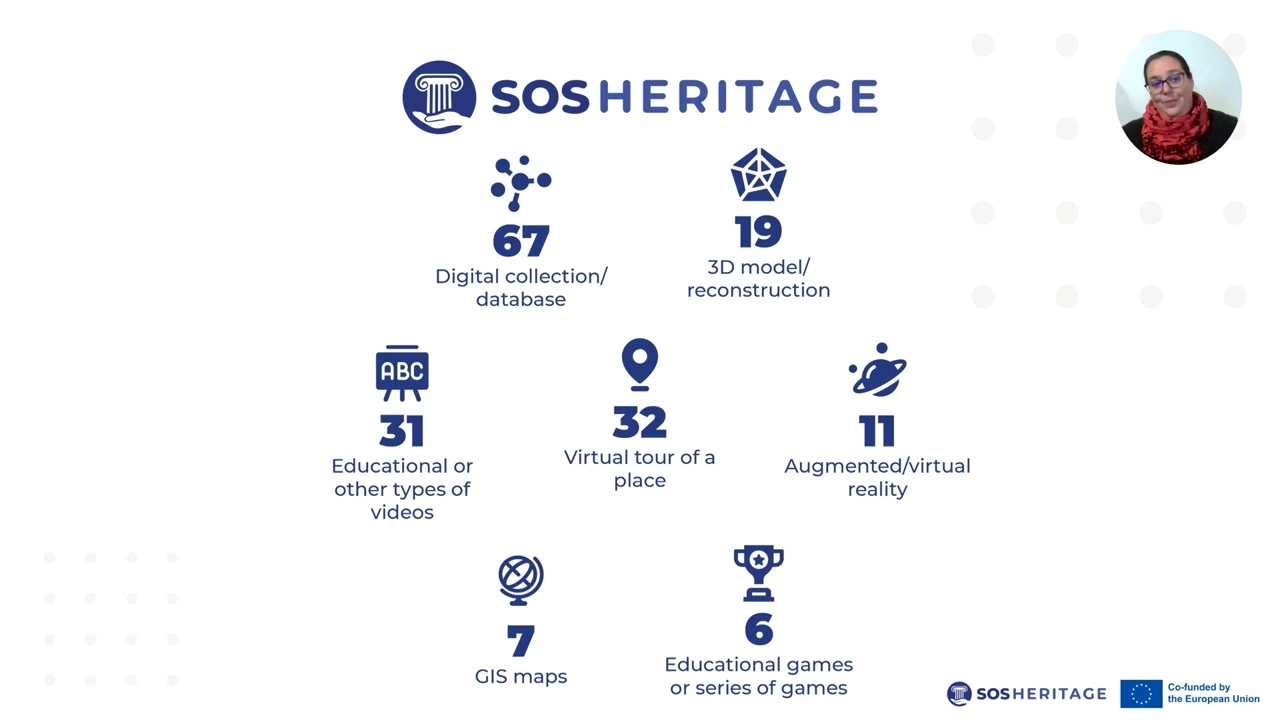 SOSHERITAGE
67
Digital collection/
database
19
3D model/
reconstruction
ABC
31
Educational or
other types of
videos
32
Virtual tour of a
place
11
Augmented/virtual
reality
7
GIS maps
6
Educational games
or series of games
SOSHERITAGE
Co-funded by
the European Union